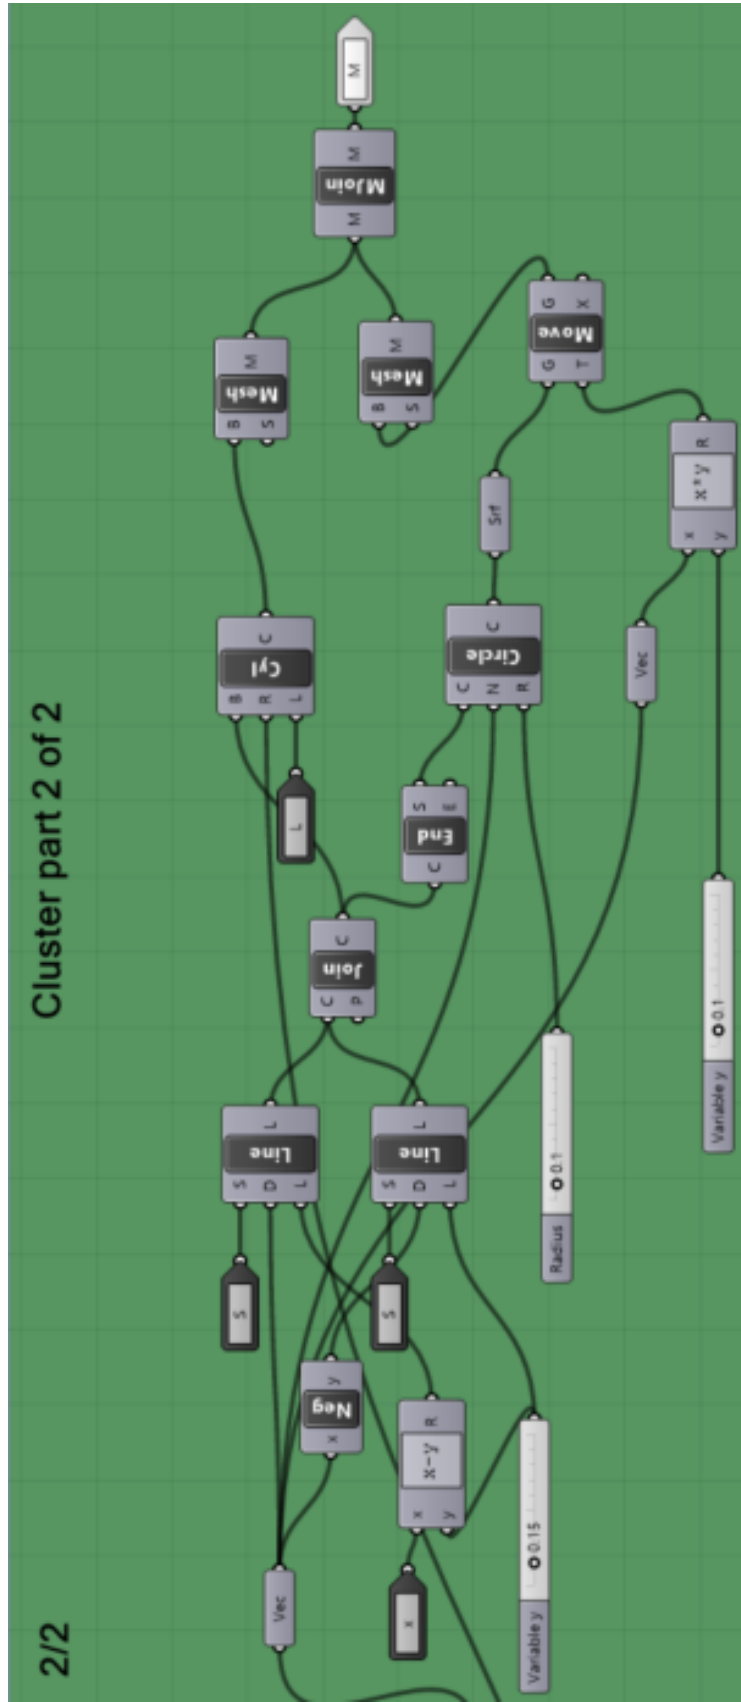 2/2
Cluster part 2 of 2
Vec
x
Neg
y
x
x
y
x-y
R
Variable y
0.15
S
S
D
L
Line
L
S
S
D
L
Line
L
Radius
0.1
C
P
Join
C
L
C
End
S
E
B
R
L
Cyl
C
C
N
R
Circle
C
Vec
Variable y
0.1
Srf
x
y
x*y
R
B
S
Mesh
M
B
S
Mesh
M
G
T
Move
G
X
M
MJoin
M
M